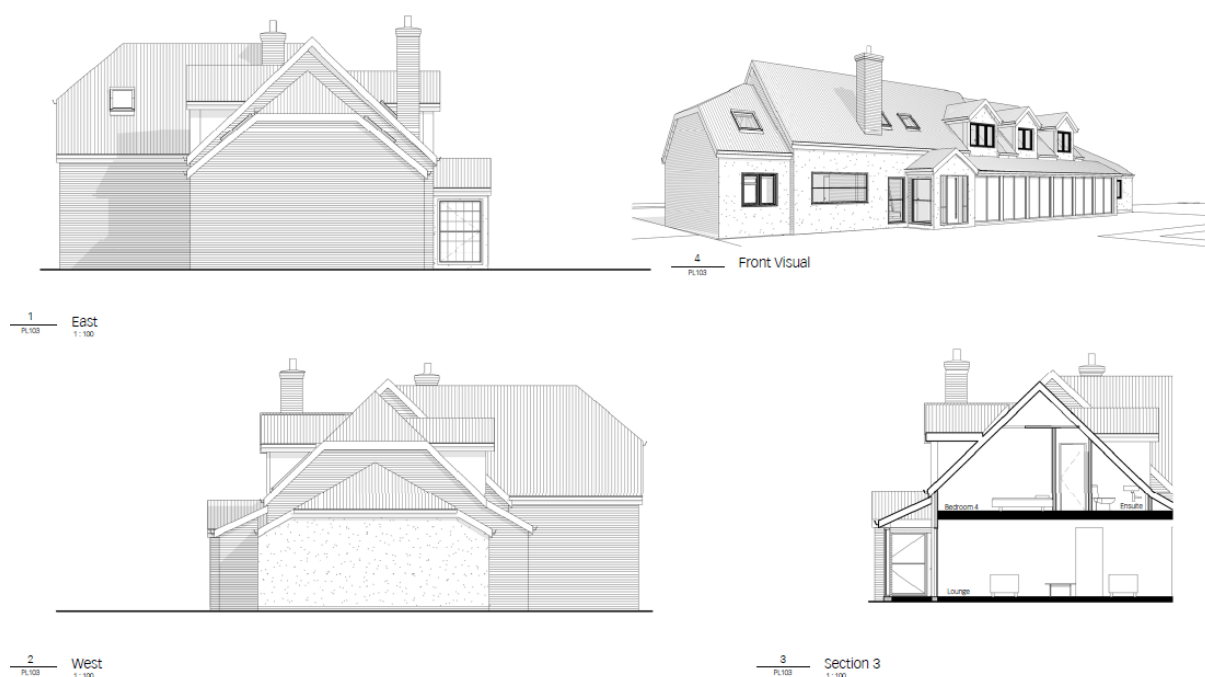 4
PL103
Front Visual
1
PL103
East
1 : 100
Bedroom 4
Ensuite
Lounge
2
PL103
West
1 : 100
3
PL103
Section 3
1 : 100